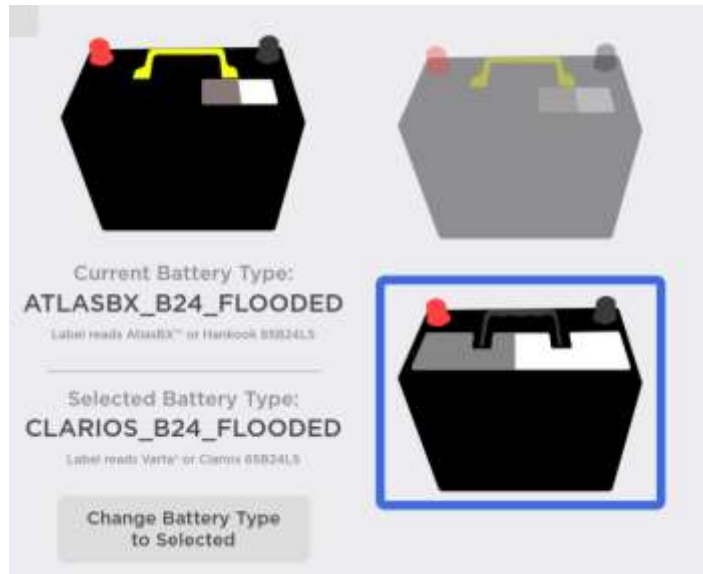 Current Battery Type:
ATLASBX_B24_FLOODED
Label reads AtlasBX™ or Hankook 65B24LS
Selected Battery Type:
CLARIOS_B24_FLOODED
Label reads Varta® or Clarios 65B24LS
Change Battery Type
to Selected